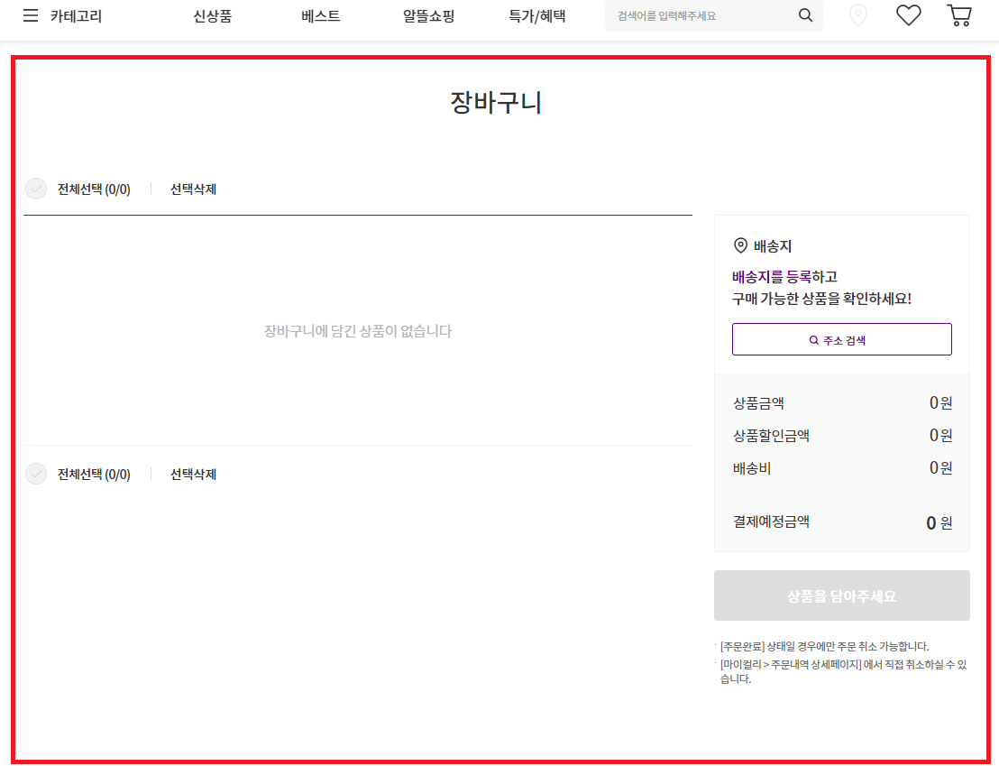 카테고리 신상품 베스트 알뜰쇼핑 특가/혜택 검색어를 입력해주세요
장바구니
전체선택 (0/0) 선택삭제
장바구니에 담긴 상품이 없습니다
전체선택 (0/0) 선택삭제
배송지
배송지를 등록하고
구매 가능한 상품을 확인하세요!
주소 검색
상품금액 0원
상품할인금액 0원
배송비 0원
결제예정금액 0 원
상품을 담아주세요
· [주문완료] 상태일 경우에만 주문 취소 가능합니다.
· [마이컬리 > 주문내역 상세페이지] 에서 직접 취소하실 수 있
습니다.